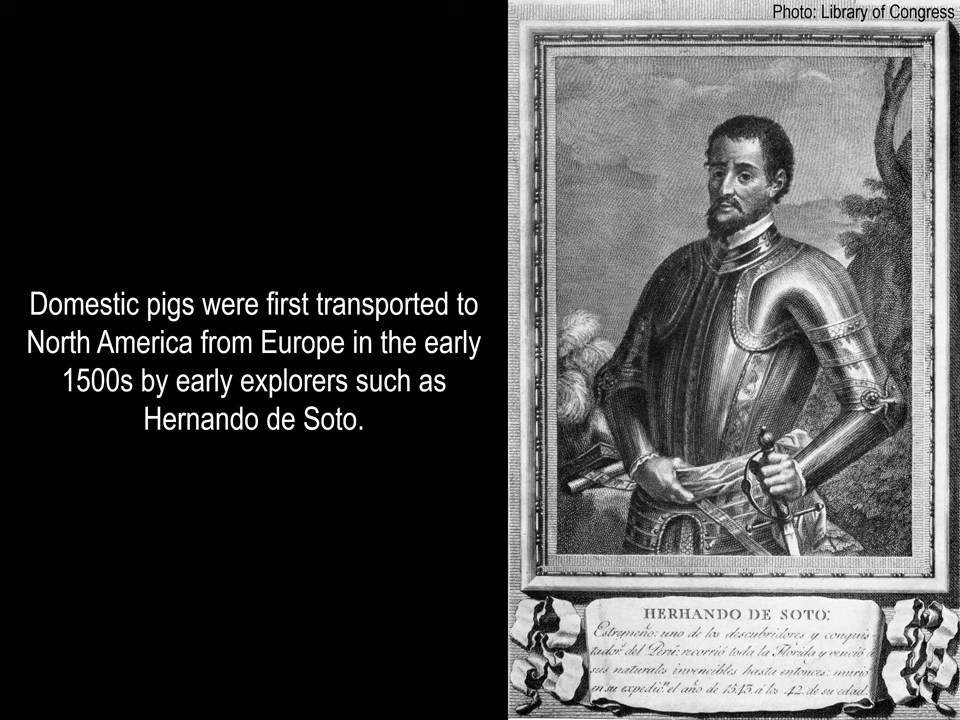 Photo: Library of Congress
Domestic pigs were first transported to
North America from Europe in the early
1500s by early explorers such as
Hernando de Soto.
HERHANDO DE SOTO.
Estremeño: uno de los descubridores y conquis-
tador.s del Perú: recorrió toda la Florida y venció á
sus naturales invencibles hasta entonces: murió
en su expedic.n el año de 1543. á los 42. de su edad.